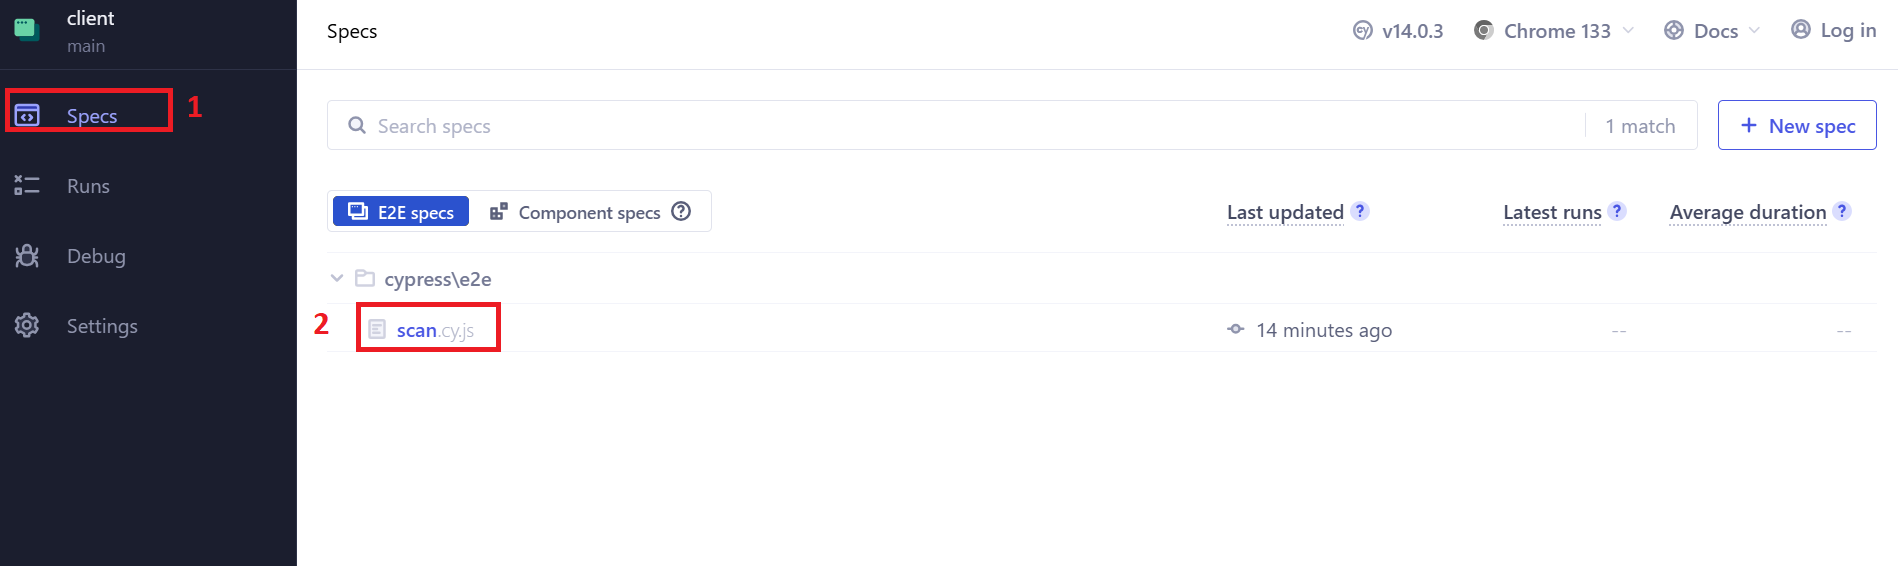 client
main
Specs
1
Runs
Debug
Settings
Specs
v14.0.3
Chrome 133
Docs
Log in
Search specs
1 match
+ New spec
E2E specs
Component specs ?
Last updated ?
Latest runs ?
Average duration ?
cypress\e2e
2
scan.cy.js
14 minutes ago
--
--